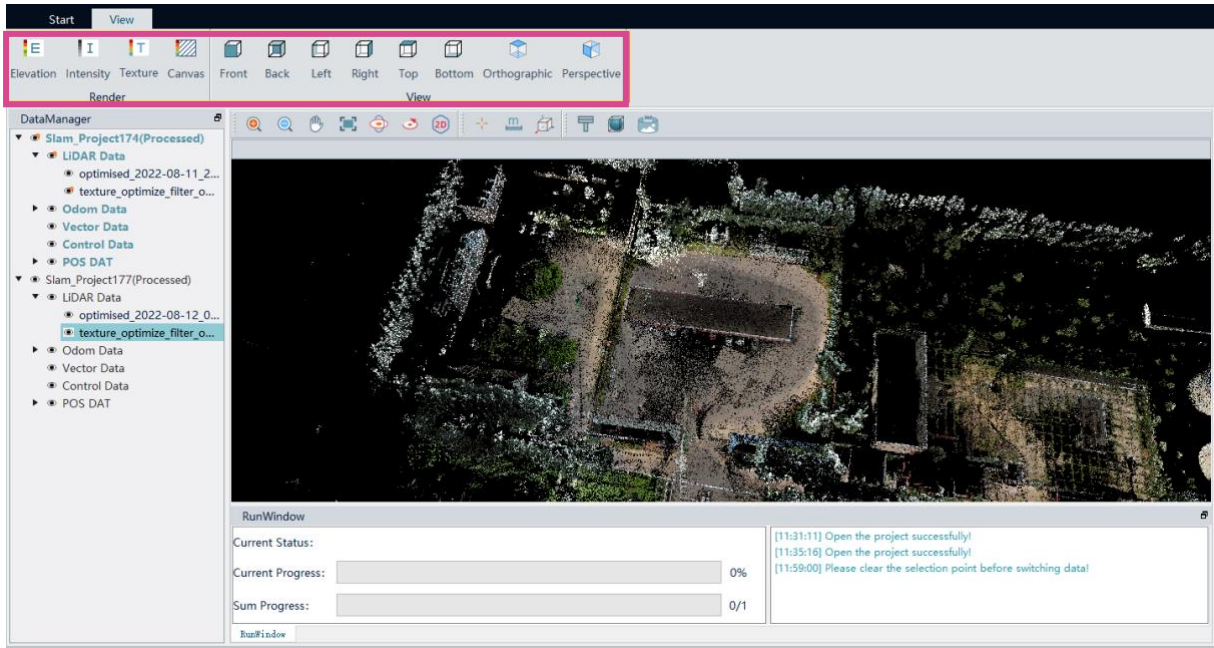 Start View
E I T
Elevation Intensity Texture Canvas Front Back Left Right Top Bottom Orthographic Perspective
Render View
DataManager
Slam_Project174(Processed)
LiDAR Data
optimised_2022-08-11_2...
texture_optimize_filter_o...
Odom Data
Vector Data
Control Data
POS DAT
Slam_Project177(Processed)
LiDAR Data
optimised_2022-08-12_0...
texture_optimize_filter_o...
Odom Data
Vector Data
Control Data
POS DAT
2D m
RunWindow
Current Status:
Current Progress: 0%
Sum Progress: 0/1
RunWindow
[11:31:11] Open the project successfully!
[11:35:16] Open the project successfully!
[11:59:00] Please clear the selection point before switching data!